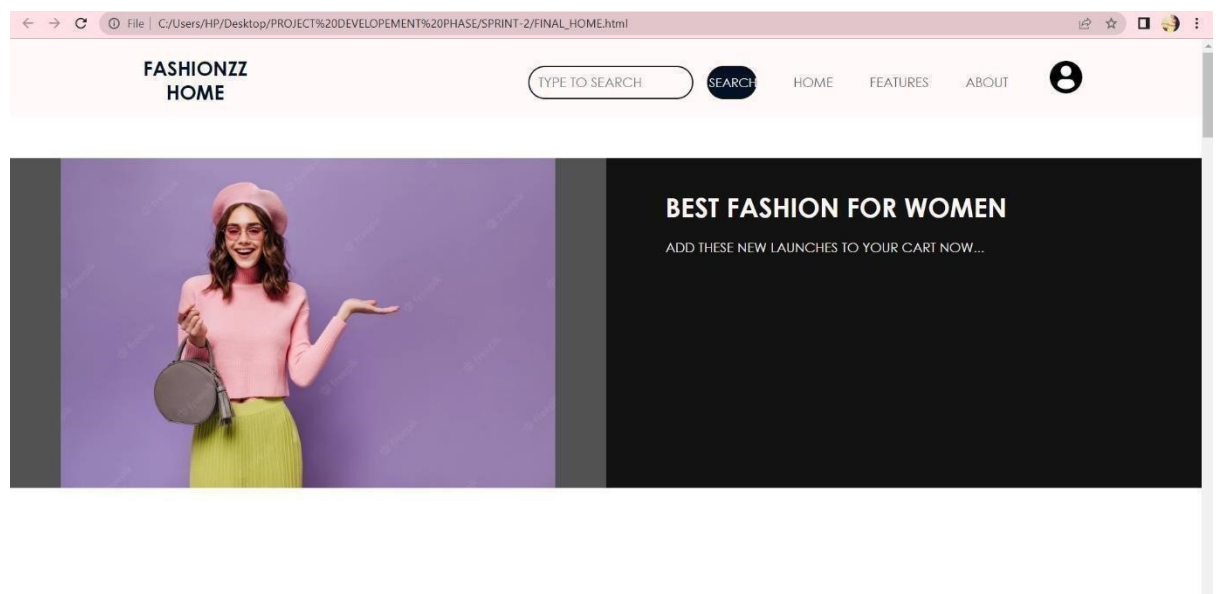 File | C:/Users/HP/Desktop/PROJECT%20DEVELOPEMENT%20PHASE/SPRINT-2/FINAL_HOME.html
FASHIONZZ
HOME
TYPE TO SEARCH
SEARCH
HOME
FEATURES
ABOUT
BEST FASHION FOR WOMEN
ADD THESE NEW LAUNCHES TO YOUR CART NOW...